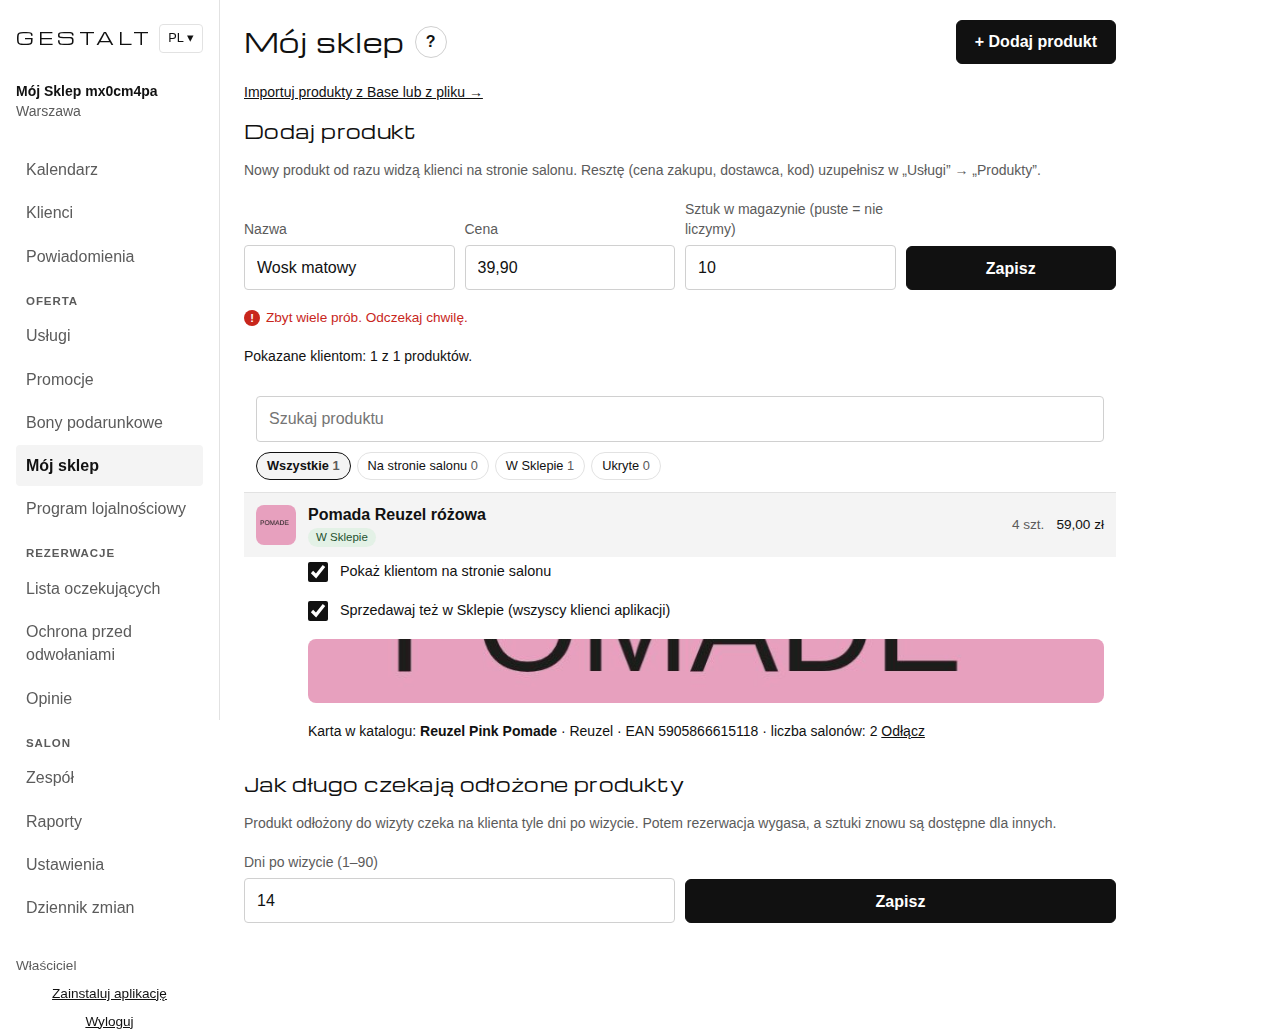 GESTALT
PL ▾
Mój Sklep mx0cm4pa
Warszawa
Kalendarz
Klienci
Powiadomienia
OFERTA
Usługi
Promocje
Bony podarunkowe
Mój sklep
Program lojalnościowy
REZERWACJE
Lista oczekujących
Ochrona przed
odwołaniami
Opinie
SALON
Zespół
Raporty
Ustawienia
Dziennik zmian
Właściciel
Zainstaluj aplikację
Wyloguj
Mój sklep
?
+ Dodaj produkt
Importuj produkty z Base lub z pliku →
Dodaj produkt
Nowy produkt od razu widzą klienci na stronie salonu. Resztę (cena zakupu, dostawca, kod) uzupełnisz w „Usługi” → „Produkty”.
Nazwa
Cena
Sztuk w magazynie (puste = nie
liczymy)
Wosk matowy
39,90
10
Zapisz
! Zbyt wiele prób. Odczekaj chwilę.
Pokazane klientom: 1 z 1 produktów.
Szukaj produktu
Wszystkie 1
Na stronie salonu 0
W Sklepie 1
Ukryte 0
POMADE
Pomada Reuzel różowa
W Sklepie
4 szt.
59,00 zł
Pokaż klientom na stronie salonu
Sprzedawaj też w Sklepie (wszyscy klienci aplikacji)
POMADE
Karta w katalogu: Reuzel Pink Pomade · Reuzel · EAN 5905866615118 · liczba salonów: 2 Odłącz
Jak długo czekają odłożone produkty
Produkt odłożony do wizyty czeka na klienta tyle dni po wizycie. Potem rezerwacja wygasa, a sztuki znowu są dostępne dla innych.
Dni po wizycie (1–90)
14
Zapisz